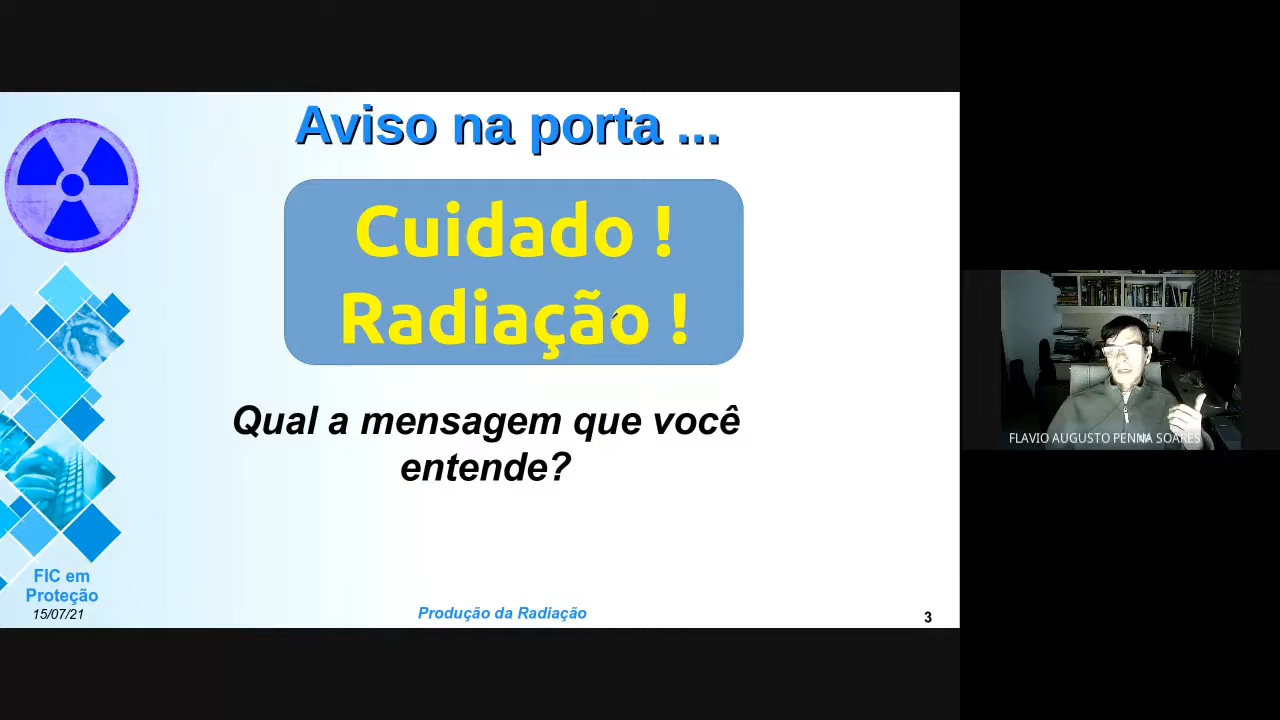 Aviso na porta ...
Cuidado !
Radiação !
Qual a mensagem que você
entende?
FIC em
Proteção
15/07/21
Produção da Radiação
3
FLAVIO AUGUSTO PENNA SOARES